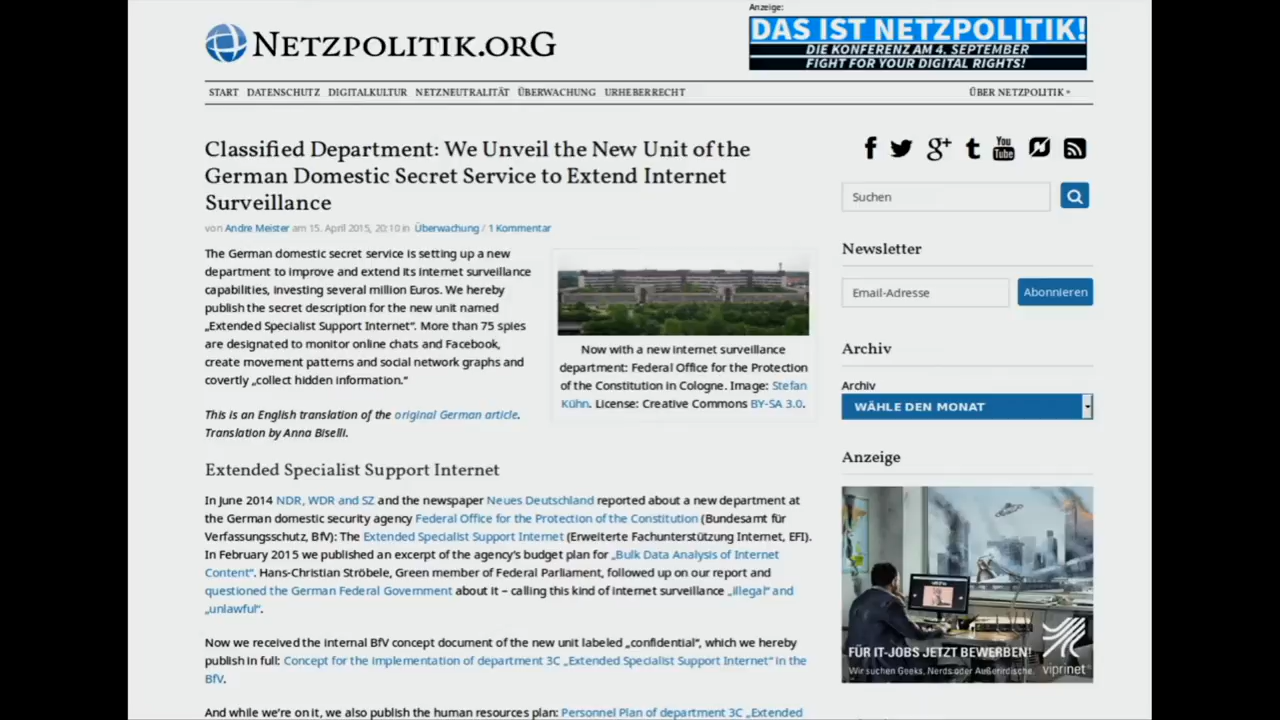 Anzeige:
NETZPOLITIK.ORG
DAS IST NETZPOLITIK!
DIE KONFERENZ AM 4. SEPTEMBER
FIGHT FOR YOUR DIGITAL RIGHTS!
START DATENSCHUTZ DIGITALKULTUR NETZNEUTRALITÄT ÜBERWACHUNG URHEBERRECHT ÜBER NETZPOLITIK
Classified Department: We Unveil the New Unit of the
German Domestic Secret Service to Extend Internet
Surveillance
von Andre Meister am 15. April 2015, 20:10 in Überwachung / 1 Kommentar
The German domestic secret service is setting up a new
department to improve and extend its internet surveillance
capabilities, investing several million Euros. We hereby
publish the secret description for the new unit named
„Extended Specialist Support Internet“. More than 75 spies
are designated to monitor online chats and Facebook,
create movement patterns and social network graphs and
covertly „collect hidden information.“
Now with a new internet surveillance
department: Federal Office for the Protection
of the Constitution in Cologne. Image: Stefan
Kühn. License: Creative Commons BY-SA 3.0.
This is an English translation of the original German article.
Translation by Anna Biselli.
Extended Specialist Support Internet
In June 2014 NDR, WDR and SZ and the newspaper Neues Deutschland reported about a new department at
the German domestic security agency Federal Office for the Protection of the Constitution (Bundesamt für
Verfassungsschutz, BfV): The Extended Specialist Support Internet (Erweiterte Fachunterstützung Internet, EFI).
In February 2015 we published an excerpt of the agency’s budget plan for „Bulk Data Analysis of Internet
Content“. Hans-Christian Ströbele, Green member of Federal Parliament, followed up on our report and
questioned the German Federal Government about it – calling this kind of internet surveillance „illegal“ and
„unlawful“.
Now we received the internal BfV concept document of the new unit labeled „confidential“, which we hereby
publish in full: Concept for the implementation of department 3C „Extended Specialist Support Internet“ in the
BfV.
And while we’re on it, we also publish the human resources plan: Personnel Plan of department 3C „Extended
You
Tube
Suchen
Newsletter
Email-Adresse Abonnieren
Archiv
Archiv
WÄHLE DEN MONAT
Anzeige
FÜR IT-JOBS JETZT BEWERBEN!
Wir suchen Geeks, Nerds oder Außerirdische.
viprinet